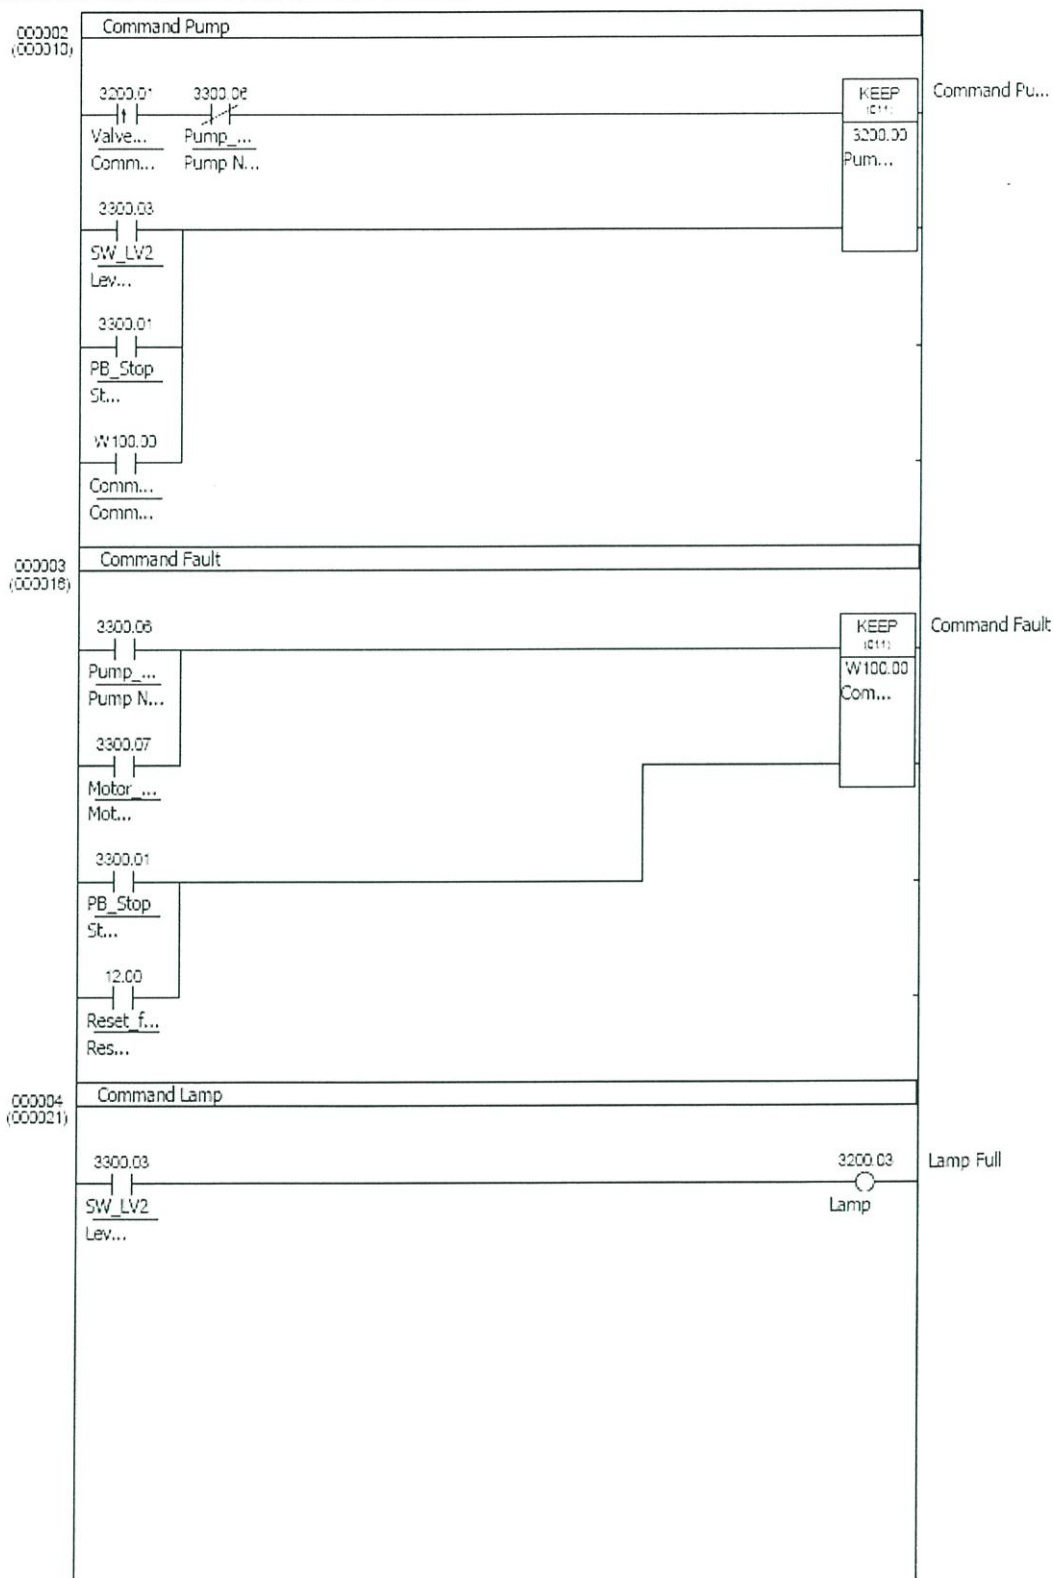 000002
(000010)
Command Pump
3200.01
3300.06
Valve...
Pump_...
Comm...
Pump N...
KEEP
(011)
3200.00
Pum...
Command Pu...
3300.03
SW_LV2
Lev...
3300.01
PB_Stop
St...
W100.00
Comm...
Comm...
000003
(000016)
Command Fault
3300.06
Pump_...
Pump N...
KEEP
(011)
W100.00
Com...
Command Fault
3300.07
Motor_...
Mot...
3300.01
PB_Stop
St...
12.00
Reset_f...
Res...
000004
(000021)
Command Lamp
3300.03
SW_LV2
Lev...
3200.03
Lamp
Lamp Full